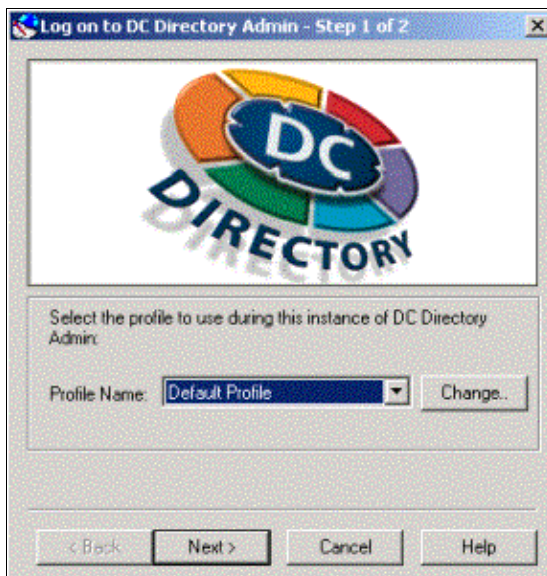 Log on to DC Directory Admin - Step 1 of 2
DC
DIRECTORY
Select the profile to use during this instance of DC Directory
Admin:
Profile Name: Default Profile Change..
< Back Next > Cancel Help